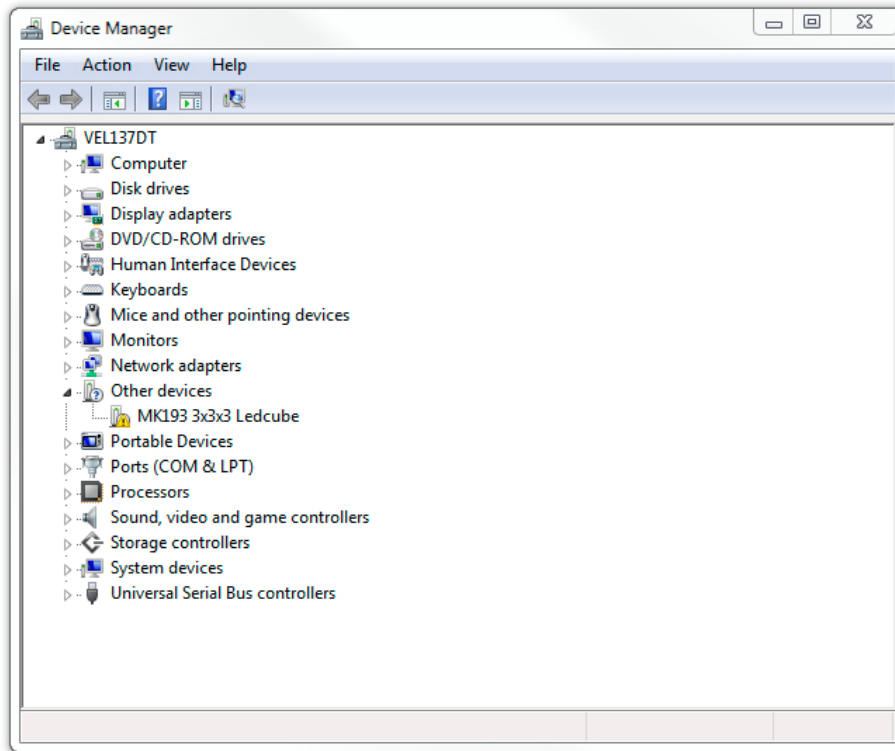 Device Manager
File Action View Help
VEL137DT
Computer
Disk drives
Display adapters
DVD/CD-ROM drives
Human Interface Devices
Keyboards
Mice and other pointing devices
Monitors
Network adapters
Other devices
MK193 3x3x3 Ledcube
Portable Devices
Ports (COM & LPT)
Processors
Sound, video and game controllers
Storage controllers
System devices
Universal Serial Bus controllers